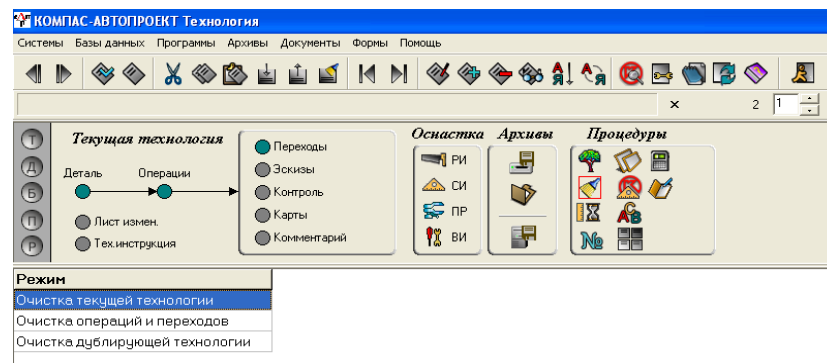 КОМПАС-АВТОПРОЕКТ Технология
Системы Базы данных Программы Архивы Документы Формы Помощь
А Я А Я
× 2 1
Т Текущая технология Переходы Оснастка Архивы Процедуры
Д Деталь Операции Эскизы РИ
Б Контроль СИ
П Лист измен. Карты ПР АСВ
Р Тех.инструкция Комментарий ВИ №
Режим
Очистка текущей технологии
Очистка операций и переходов
Очистка дублирующей технологии